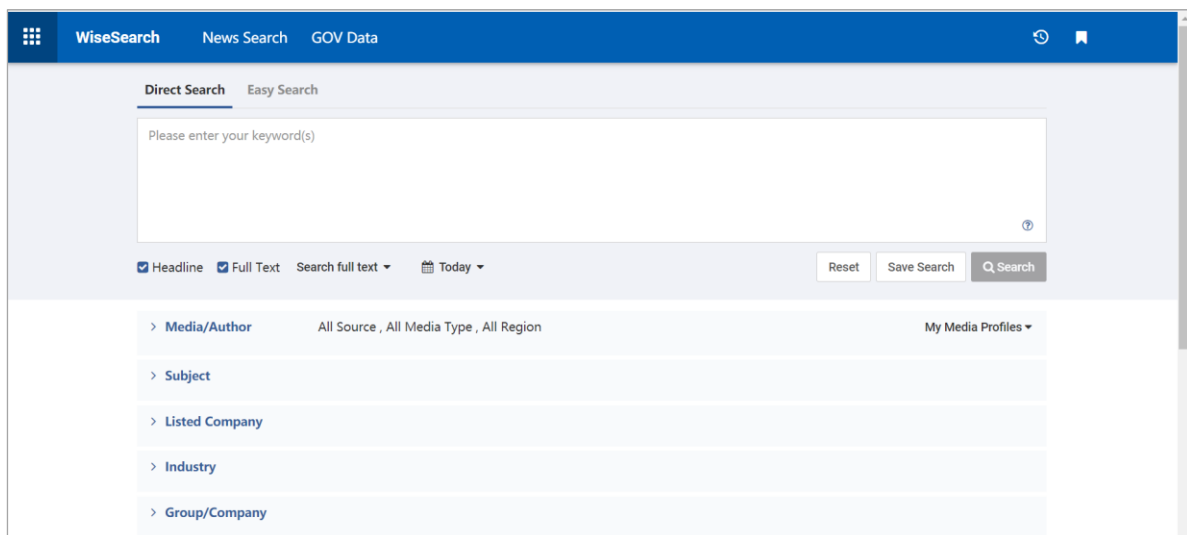 WiseSearch News Search GOV Data
Direct Search Easy Search
Please enter your keyword(s)
Headline Full Text Search full text Today Reset Save Search Search
Media/Author All Source , All Media Type , All Region My Media Profiles
Subject
Listed Company
Industry
Group/Company